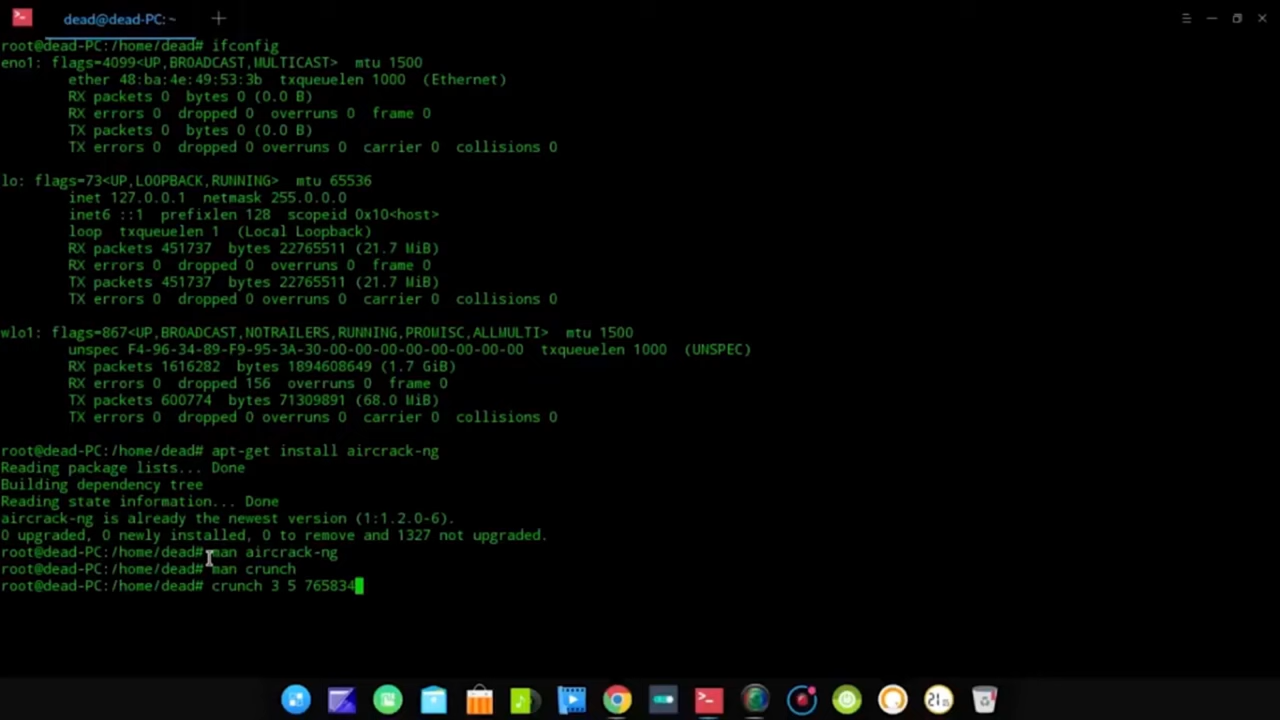 dead@dead-PC: ~
root@dead-PC:/home/dead# ifconfig
eno1: flags=4099<UP,BROADCAST,MULTICAST>  mtu 1500
        ether 48:ba:4e:49:53:3b  txqueuelen 1000  (Ethernet)
        RX packets 0  bytes 0 (0.0 B)
        RX errors 0  dropped 0  overruns 0  frame 0
        TX packets 0  bytes 0 (0.0 B)
        TX errors 0  dropped 0 overruns 0  carrier 0  collisions 0
lo: flags=73<UP,LOOPBACK,RUNNING>  mtu 65536
        inet 127.0.0.1  netmask 255.0.0.0
        inet6 ::1  prefixlen 128  scopeid 0x10<host>
        loop  txqueuelen 1  (Local Loopback)
        RX packets 451737  bytes 22765511 (21.7 MiB)
        RX errors 0  dropped 0  overruns 0  frame 0
        TX packets 451737  bytes 22765511 (21.7 MiB)
        TX errors 0  dropped 0 overruns 0  carrier 0  collisions 0
wlo1: flags=867<UP,BROADCAST,NOTRAILERS,RUNNING,PROMISC,ALLMULTI>  mtu 1500
        unspec F4-96-34-89-F9-95-3A-30-00-00-00-00-00-00-00-00  txqueuelen 1000  (UNSPEC)
        RX packets 1616282  bytes 1894608649 (1.7 GiB)
        RX errors 0  dropped 156  overruns 0  frame 0
        TX packets 600774  bytes 71309891 (68.0 MiB)
        TX errors 0  dropped 0 overruns 0  carrier 0  collisions 0
root@dead-PC:/home/dead# apt-get install aircrack-ng
Reading package lists... Done
Building dependency tree
Reading state information... Done
aircrack-ng is already the newest version (1:1.2.0-6).
0 upgraded, 0 newly installed, 0 to remove and 1327 not upgraded.
root@dead-PC:/home/dead# man aircrack-ng
root@dead-PC:/home/dead# man crunch
root@dead-PC:/home/dead# crunch 3 5 765834
21